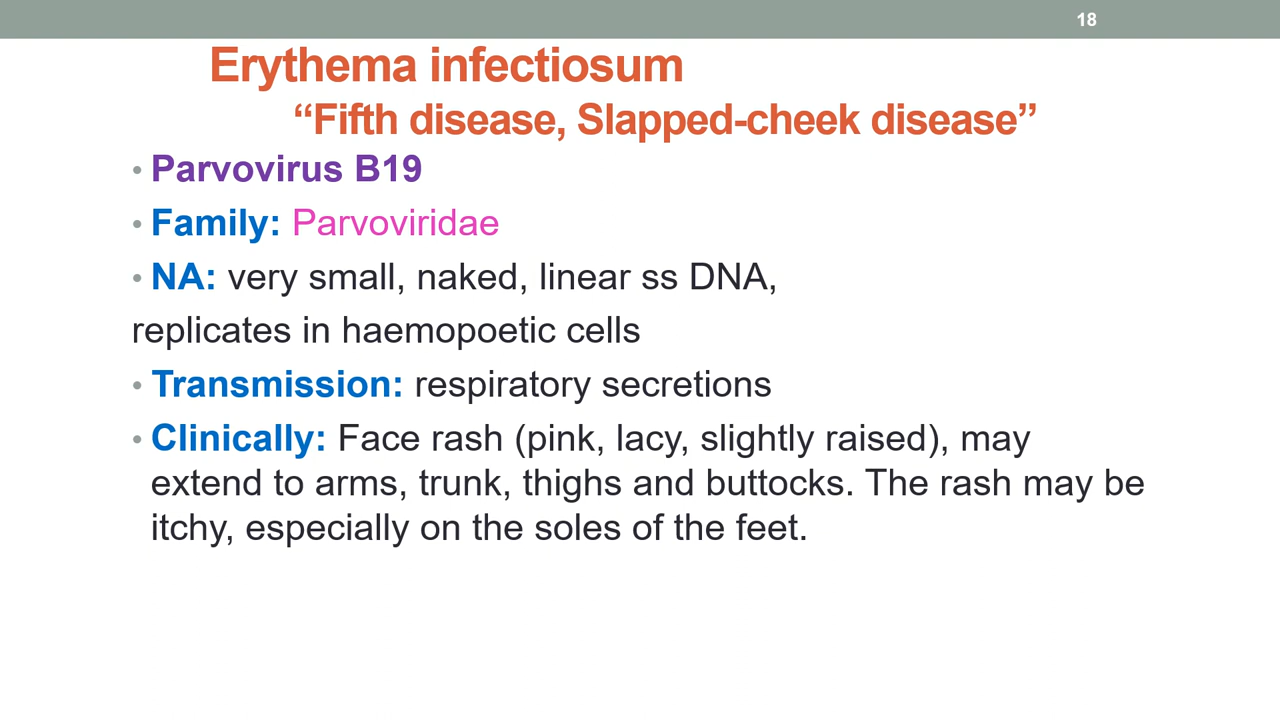 18
Erythema infectiosum
“Fifth disease, Slapped-cheek disease”
• Parvovirus B19
• Family: Parvoviridae
• NA: very small, naked, linear ss DNA,
replicates in haemopoetic cells
• Transmission: respiratory secretions
• Clinically: Face rash (pink, lacy, slightly raised), may
extend to arms, trunk, thighs and buttocks. The rash may be
itchy, especially on the soles of the feet.